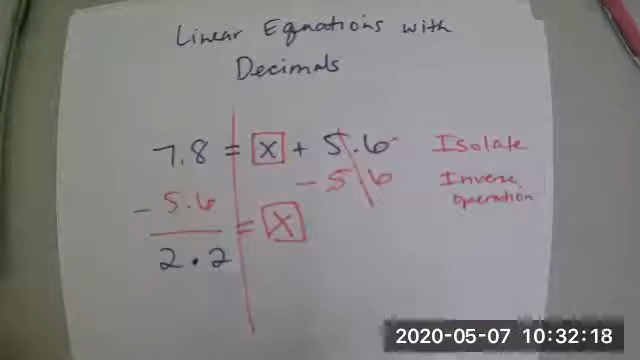 Linear Equations with
Decimals
7.8 = x + 5.6 Isolate
- 5.6 - 5.6 Inverse
operation
2.2 = x
2020-05-07 10:32:18